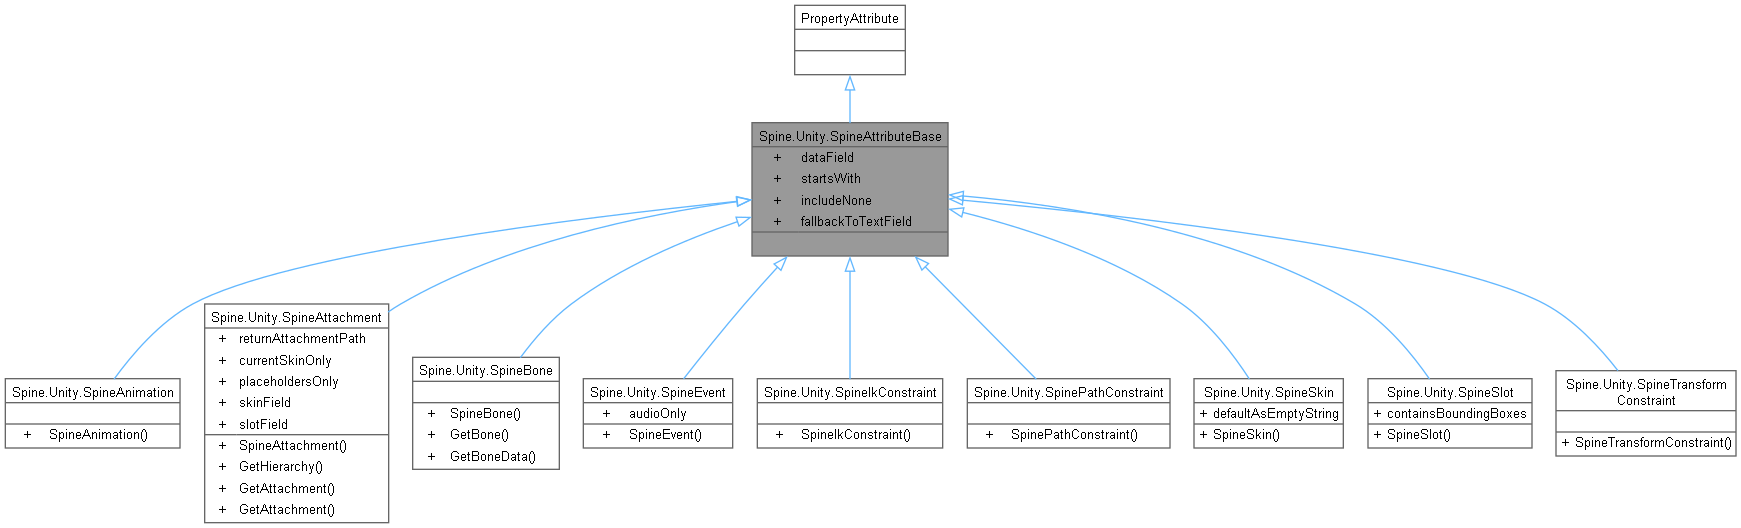 PropertyAttribute
Spine.Unity.SpineAttributeBase
+ dataField
+ startsWith
+ includeNone
+ fallbackToTextField
Spine.Unity.SpineAnimation
+ SpineAnimation()
Spine.Unity.SpineAttachment
+ returnAttachmentPath
+ currentSkinOnly
+ placeholdersOnly
+ skinField
+ slotField
+ SpineAttachment()
+ GetHierarchy()
+ GetAttachment()
+ GetAttachment()
Spine.Unity.SpineBone
+ SpineBone()
+ GetBone()
+ GetBoneData()
Spine.Unity.SpineEvent
+ audioOnly
+ SpineEvent()
Spine.Unity.SpineIkConstraint
+ SpineIkConstraint()
Spine.Unity.SpinePathConstraint
+ SpinePathConstraint()
Spine.Unity.SpineSkin
+ defaultAsEmptyString
+ SpineSkin()
Spine.Unity.SpineSlot
+ containsBoundingBoxes
+ SpineSlot()
Spine.Unity.SpineTransform
Constraint
+ SpineTransformConstraint()